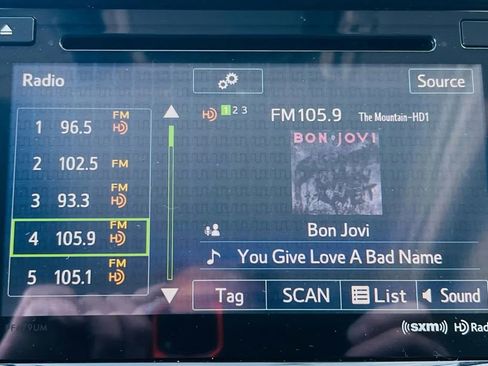 Radio
Source
1 96.5 FM HD
2 102.5 FM
3 93.3 FM HD
4 105.9 FM HD
5 105.1 FM HD
HD 1 2 3 FM105.9 The Mountain-HD1
BON JOVI
Bon Jovi
You Give Love A Bad Name
Tag SCAN List Sound
((sxm)) HD Rad